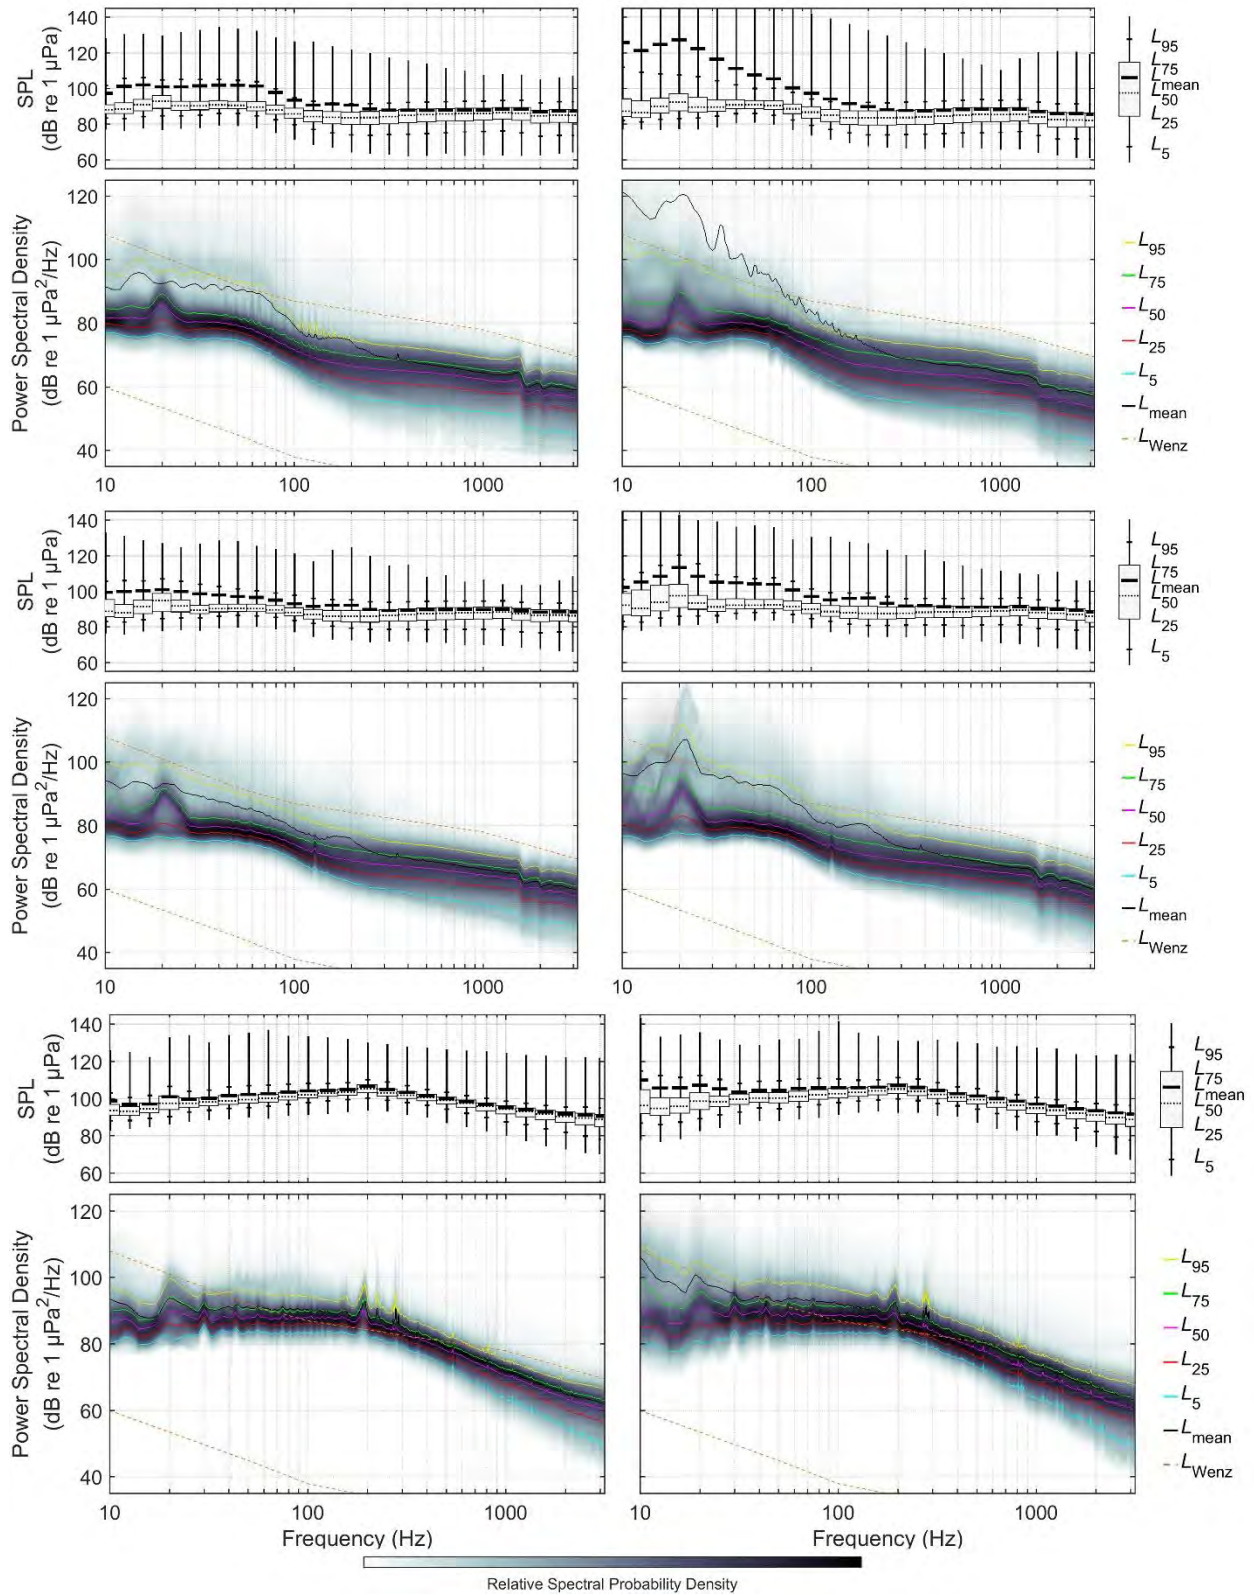 140
120
100
80
60
SPL
(dB re 1 µPa)
L95
L75
Lmean
L50
L25
L5
120
100
80
60
40
Power Spectral Density
(dB re 1 µPa²/Hz)
10 100 1000
10 100 1000
L95
L75
L50
L25
L5
Lmean
LWenz
140
120
100
80
60
SPL
(dB re 1 µPa)
L95
L75
Lmean
L50
L25
L5
120
100
80
60
40
Power Spectral Density
(dB re 1 µPa²/Hz)
10 100 1000
10 100 1000
L95
L75
L50
L25
L5
Lmean
LWenz
140
120
100
80
60
SPL
(dB re 1 µPa)
L95
L75
Lmean
L50
L25
L5
120
100
80
60
40
Power Spectral Density
(dB re 1 µPa²/Hz)
10 100 1000
10 100 1000
Frequency (Hz)
Frequency (Hz)
L95
L75
L50
L25
L5
Lmean
LWenz
Relative Spectral Probability Density